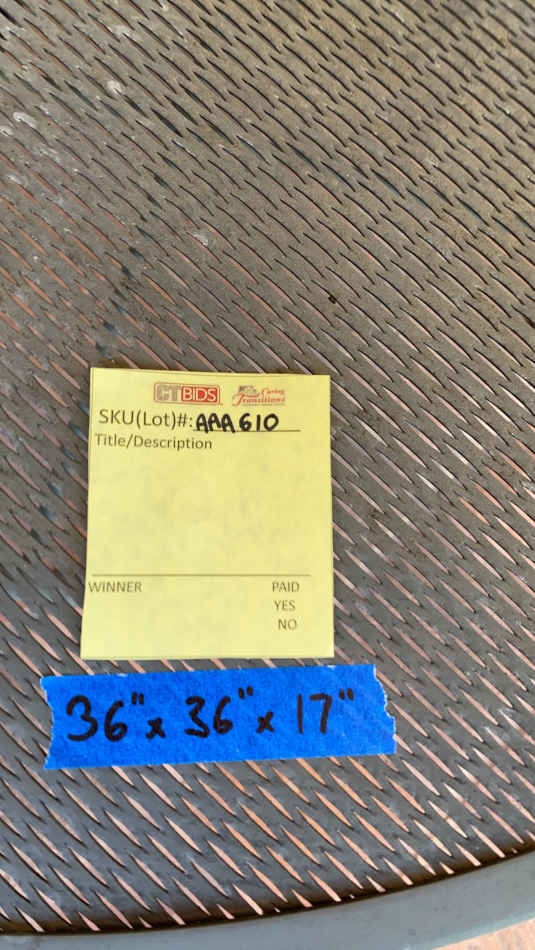 CTBIDS Caring Transitions
SKU(Lot)#: AAA610
Title/Description
WINNER PAID
YES
NO
36" x 36" x 17"